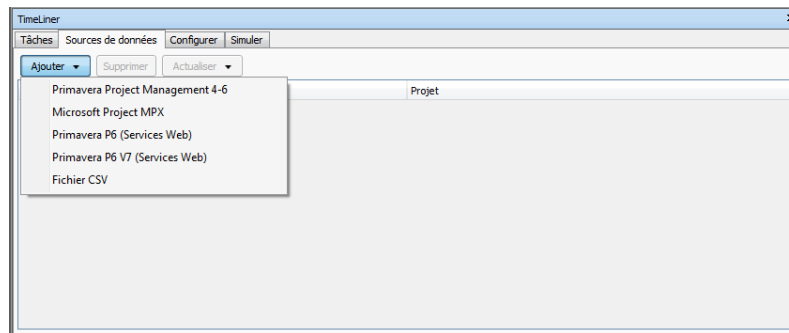 TimeLiner
Tâches Sources de données Configurer Simuler
Ajouter Supprimer Actualiser
Projet
Primavera Project Management 4-6
Microsoft Project MPX
Primavera P6 (Services Web)
Primavera P6 V7 (Services Web)
Fichier CSV